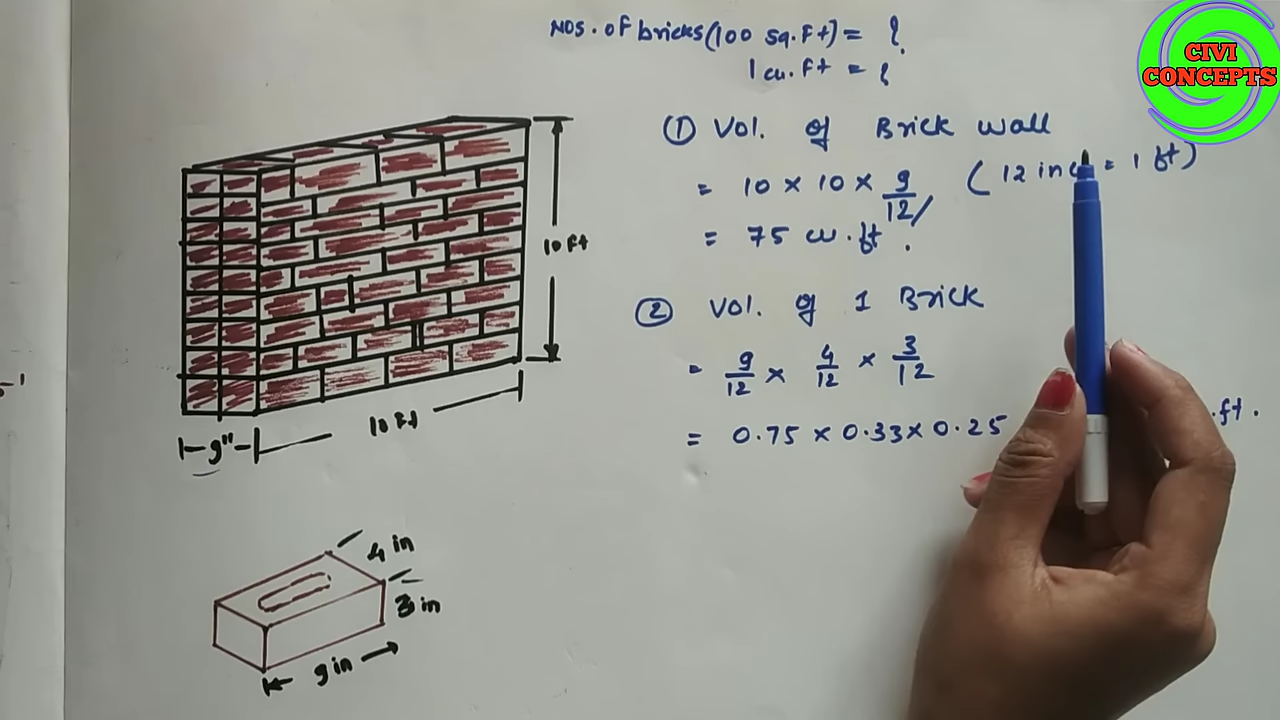 Nos. of bricks (100 sq.ft) = ?
1 cu.ft = ?
CIVI
CONCEPTS
① Vol. of Brick wall
= 10 × 10 × 9/12 (12 inc = 1 ft)
= 75 cu.ft.
② Vol. of 1 Brick
= 9/12 × 4/12 × 3/12
= 0.75 × 0.33 × 0.25 .ft.
10 ft
10 ft
9"
4 in
3 in
9 in